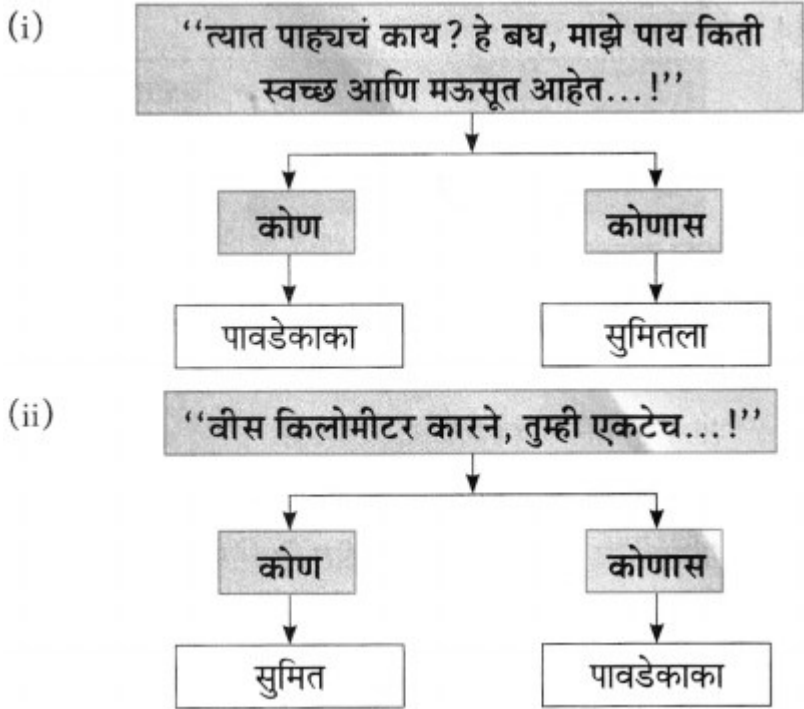 (i) ‘‘त्यात पाह्यचं काय? हे बघ, माझे पाय किती
स्वच्छ आणि मऊसूत आहेत...!’’
कोण कोणास
पावडेकाका सुमितला
(ii) ‘‘वीस किलोमीटर कारने, तुम्ही एकटेच...!’’
कोण कोणास
सुमित पावडेकाका